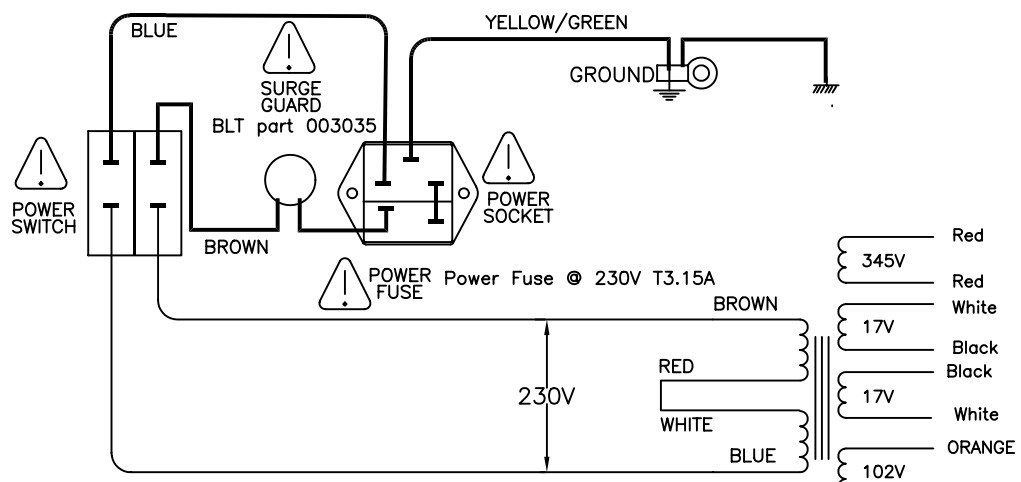 BLUE
YELLOW/GREEN
SURGE
GUARD
BLT part 003035
GROUND
POWER
SWITCH
BROWN
POWER
SOCKET
POWER
FUSE
Power Fuse @ 230V T3.15A
BROWN
RED
230V
WHITE
BLUE
Red
345V
Red
White
17V
Black
Black
17V
White
ORANGE
102V